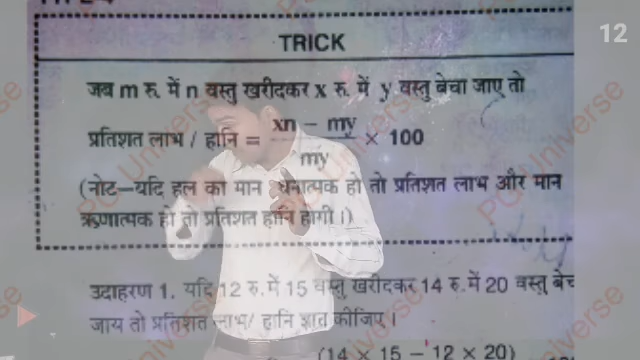 12
TRICK
जब m रु. में n वस्तु खरीदकर x रु. में y वस्तु बेचा जाए तो
प्रतिशत लाभ / हानि = xn – my / my × 100
(नोट–यदि हल का मान धनात्मक हो तो प्रतिशत लाभ और मान
ऋणात्मक हो तो प्रतिशत हानि होगी।)
उदाहरण 1. यदि 12 रु. में 15 वस्तु खरीदकर 14 रु. में 20 वस्तु बेच
जाय तो प्रतिशत लाभ/ हानि ज्ञात कीजिए।
(14 × 15 – 12 × 20)
PC Universe